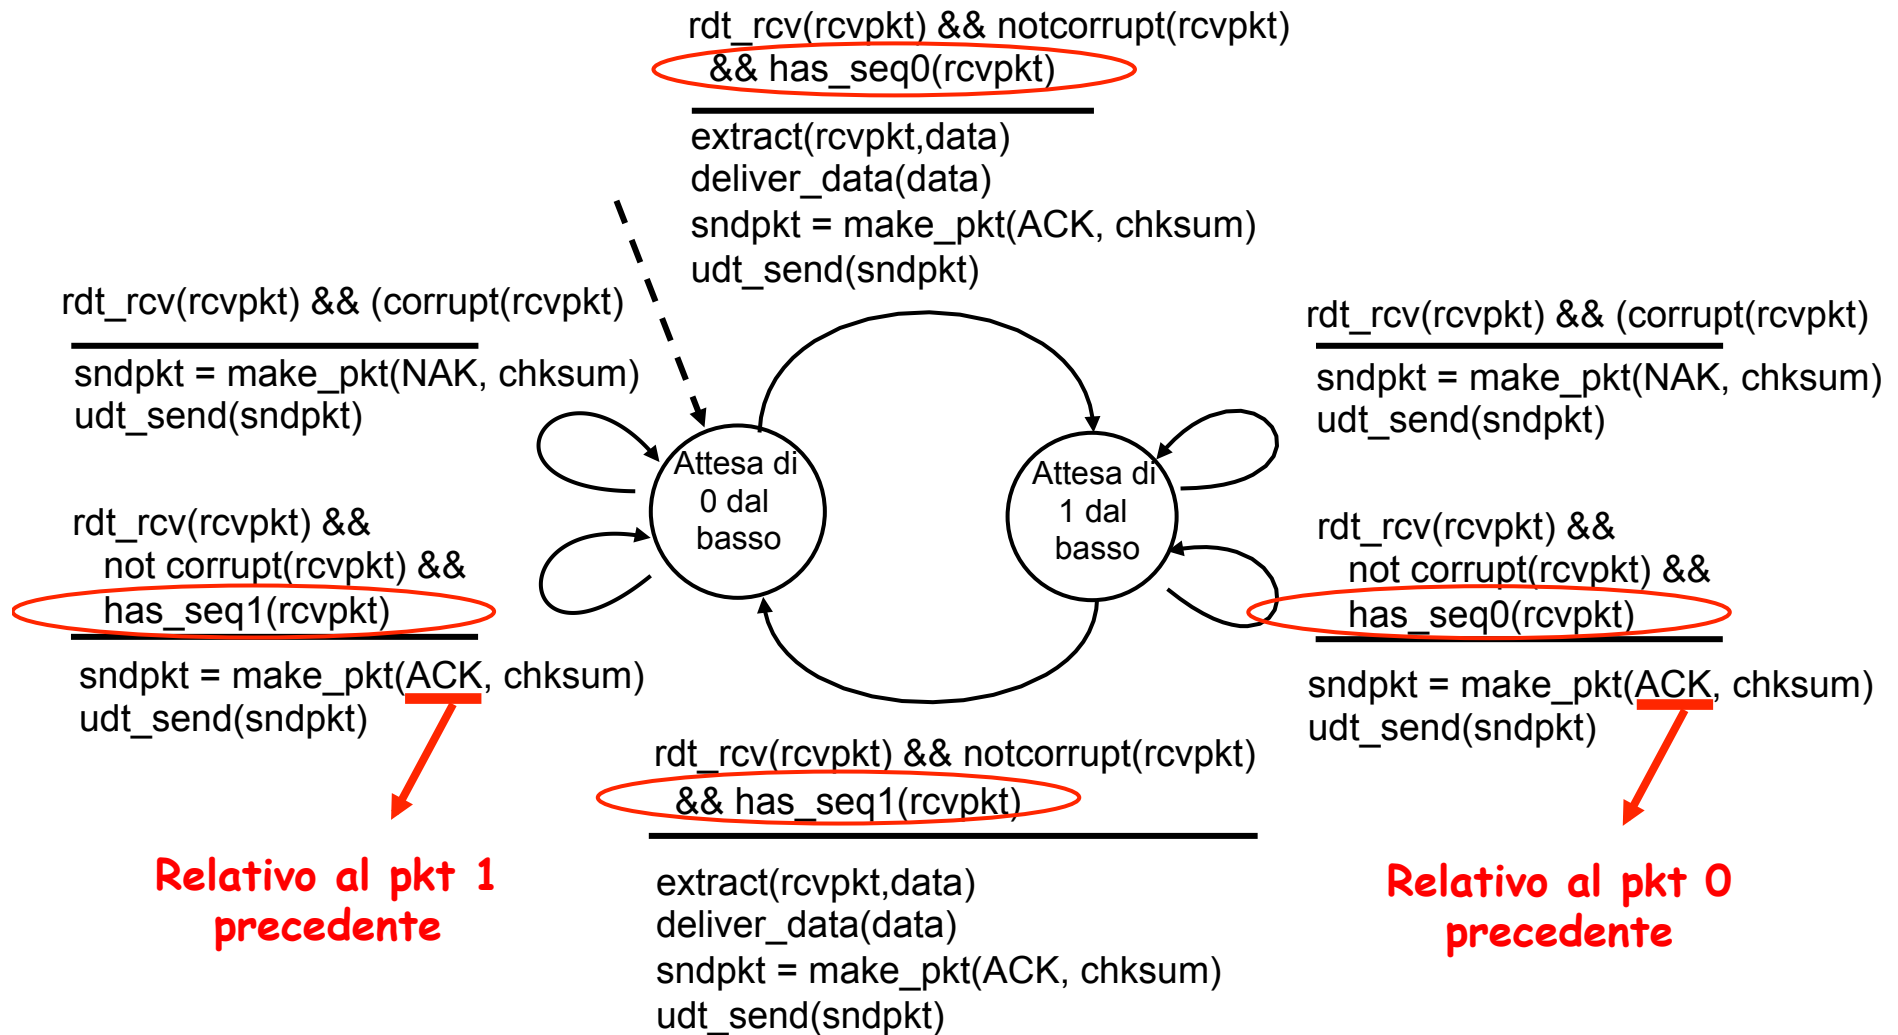 rdt_rcv(rcvpkt) && notcorrupt(rcvpkt)
&& has_seq0(rcvpkt)
extract(rcvpkt,data)
deliver_data(data)
sndpkt = make_pkt(ACK, chksum)
udt_send(sndpkt)
rdt_rcv(rcvpkt) && (corrupt(rcvpkt)
sndpkt = make_pkt(NAK, chksum)
udt_send(sndpkt)
rdt_rcv(rcvpkt) &&
not corrupt(rcvpkt) &&
has_seq1(rcvpkt)
sndpkt = make_pkt(ACK, chksum)
udt_send(sndpkt)
Relativo al pkt 1
precedente
Attesa di
0 dal
basso
Attesa di
1 dal
basso
rdt_rcv(rcvpkt) && (corrupt(rcvpkt)
sndpkt = make_pkt(NAK, chksum)
udt_send(sndpkt)
rdt_rcv(rcvpkt) &&
not corrupt(rcvpkt) &&
has_seq0(rcvpkt)
sndpkt = make_pkt(ACK, chksum)
udt_send(sndpkt)
Relativo al pkt 0
precedente
rdt_rcv(rcvpkt) && notcorrupt(rcvpkt)
&& has_seq1(rcvpkt)
extract(rcvpkt,data)
deliver_data(data)
sndpkt = make_pkt(ACK, chksum)
udt_send(sndpkt)